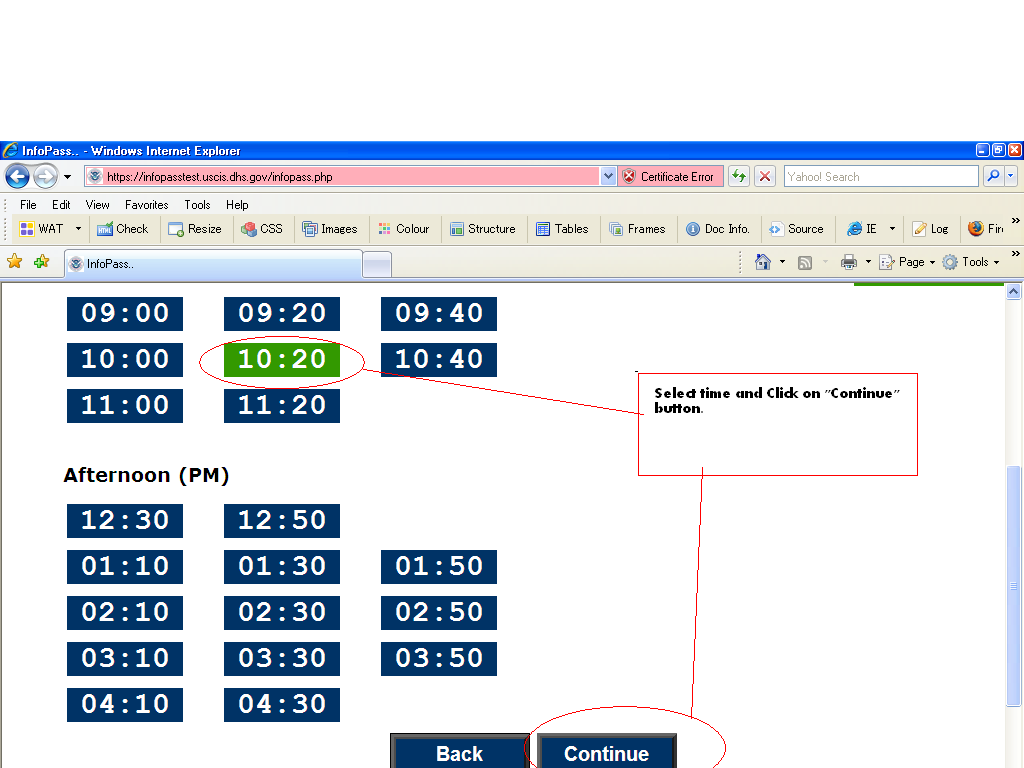 InfoPass.. - Windows Internet Explorer
https://infopasstest.uscis.dhs.gov/infopass.php Certificate Error Yahoo! Search
File Edit View Favorites Tools Help
WAT Check Resize CSS Images Colour Structure Tables Frames Doc Info. Source IE Log Fir
InfoPass.. Page Tools
09:00 09:20 09:40
10:00 10:20 10:40
11:00 11:20
Select time and Click on "Continue"
button.
Afternoon (PM)
12:30 12:50
01:10 01:30 01:50
02:10 02:30 02:50
03:10 03:30 03:50
04:10 04:30
Back Continue